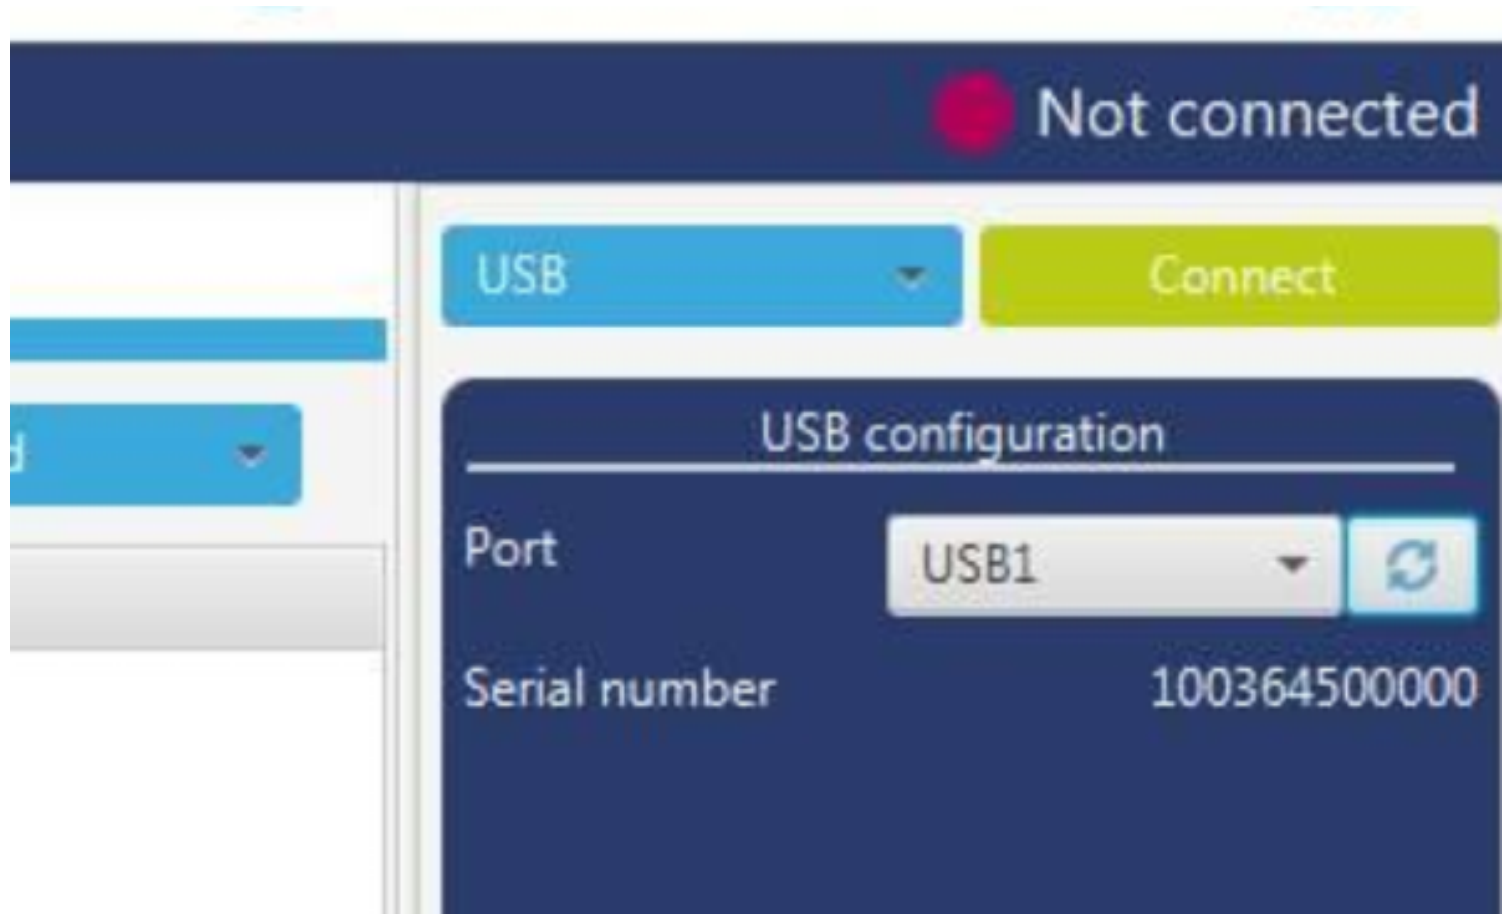 Not connected
USB
Connect
d
USB configuration
Port
USB1
Serial number
100364500000